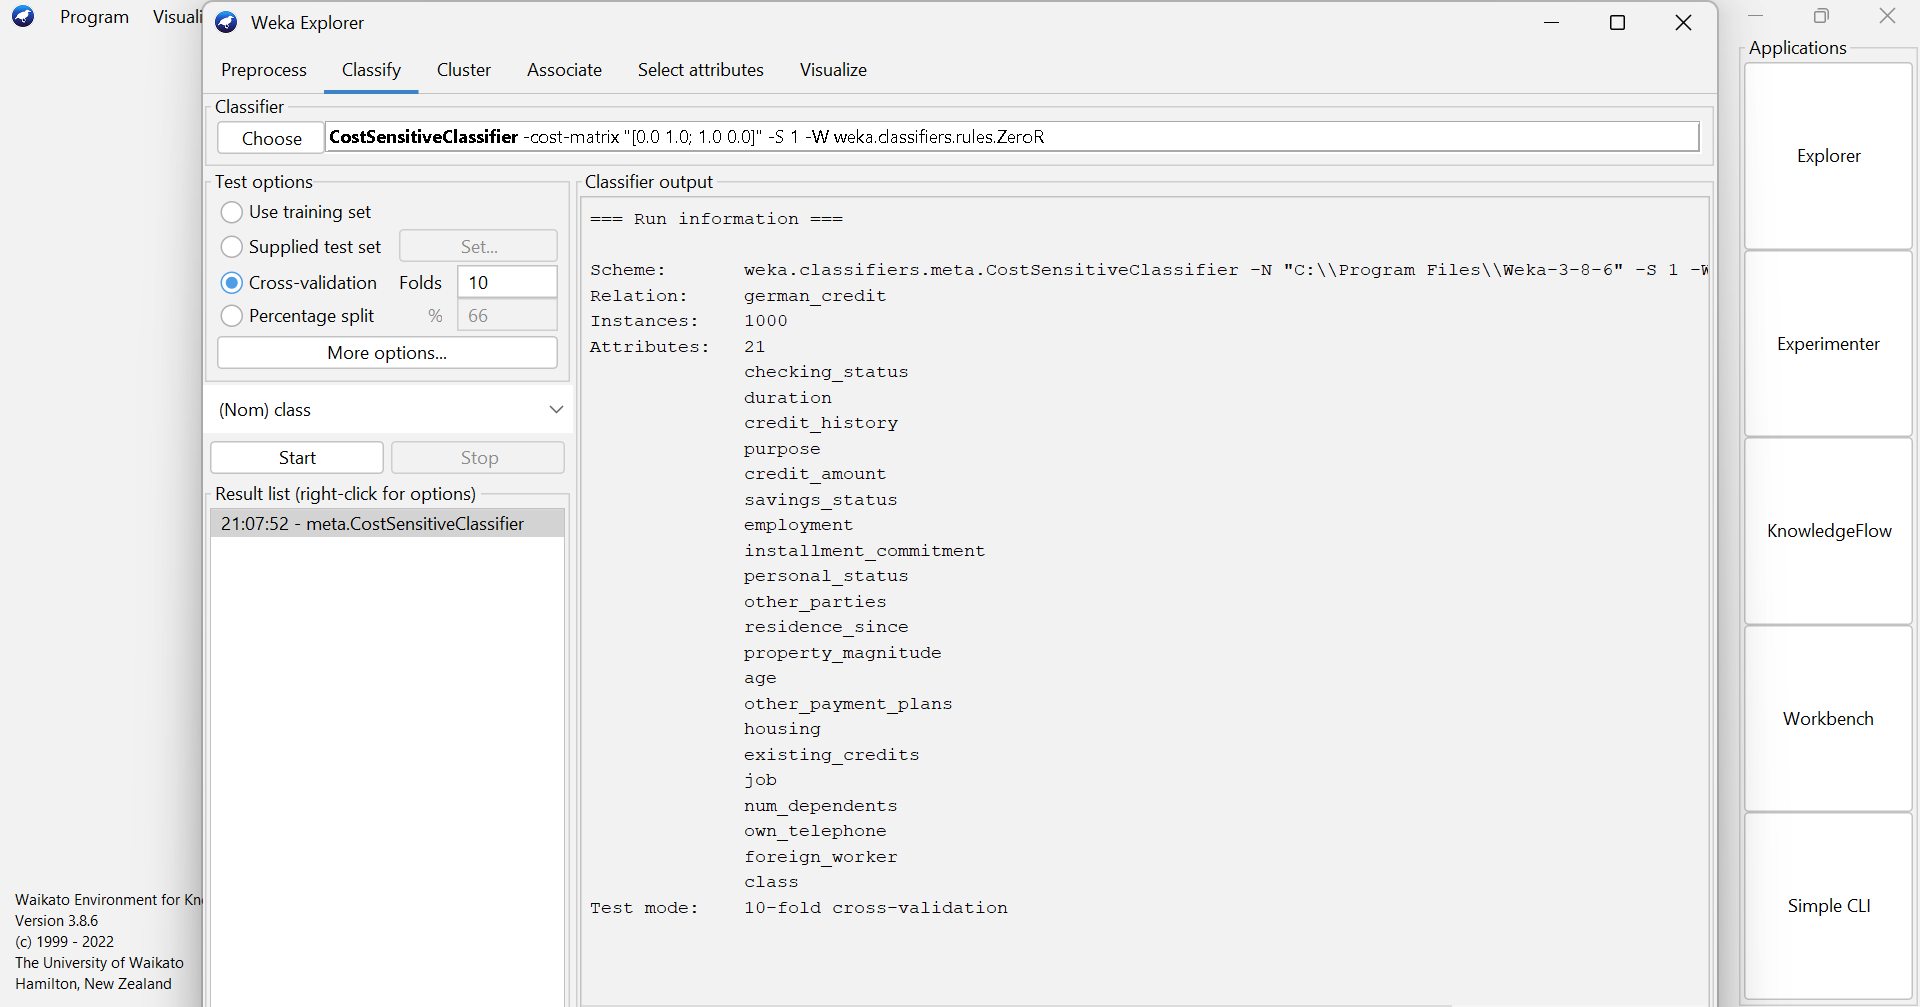 Program Visuali
Weka Explorer
Preprocess Classify Cluster Associate Select attributes Visualize
Classifier
Choose CostSensitiveClassifier -cost-matrix "[0.0 1.0; 1.0 0.0]" -S 1 -W weka.classifiers.rules.ZeroR
Test options
Use training set
Supplied test set Set...
Cross-validation Folds 10
Percentage split % 66
More options...
(Nom) class
Start Stop
Result list (right-click for options)
21:07:52 - meta.CostSensitiveClassifier
Classifier output
=== Run information ===
Scheme: weka.classifiers.meta.CostSensitiveClassifier -N "C:\\Program Files\\Weka-3-8-6" -S 1 -W
Relation: german_credit
Instances: 1000
Attributes: 21
checking_status
duration
credit_history
purpose
credit_amount
savings_status
employment
installment_commitment
personal_status
other_parties
residence_since
property_magnitude
age
other_payment_plans
housing
existing_credits
job
num_dependents
own_telephone
foreign_worker
class
Test mode: 10-fold cross-validation
Applications
Explorer
Experimenter
KnowledgeFlow
Workbench
Simple CLI
Waikato Environment for Kn
Version 3.8.6
(c) 1999 - 2022
The University of Waikato
Hamilton, New Zealand